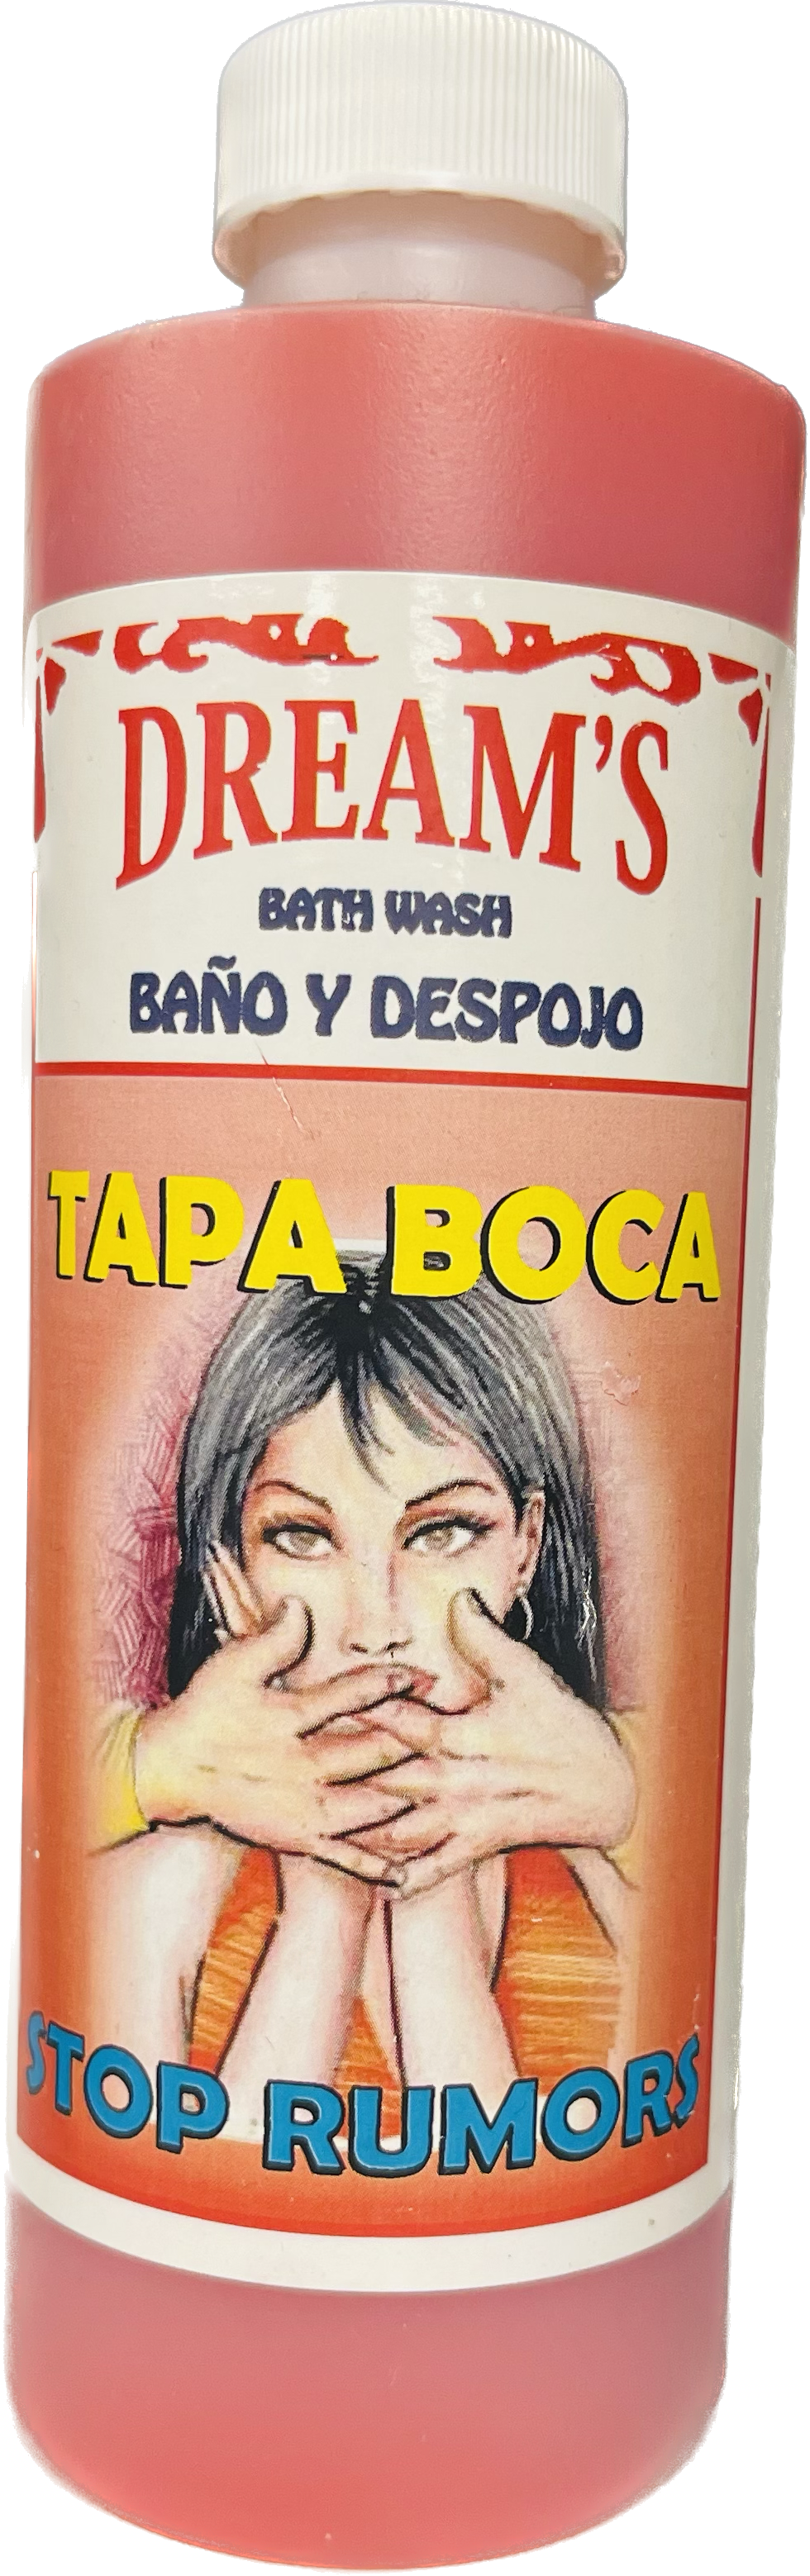 DREAM'S
BATH WASH
BAÑO Y DESPOJO
TAPA BOCA
STOP RUMORS